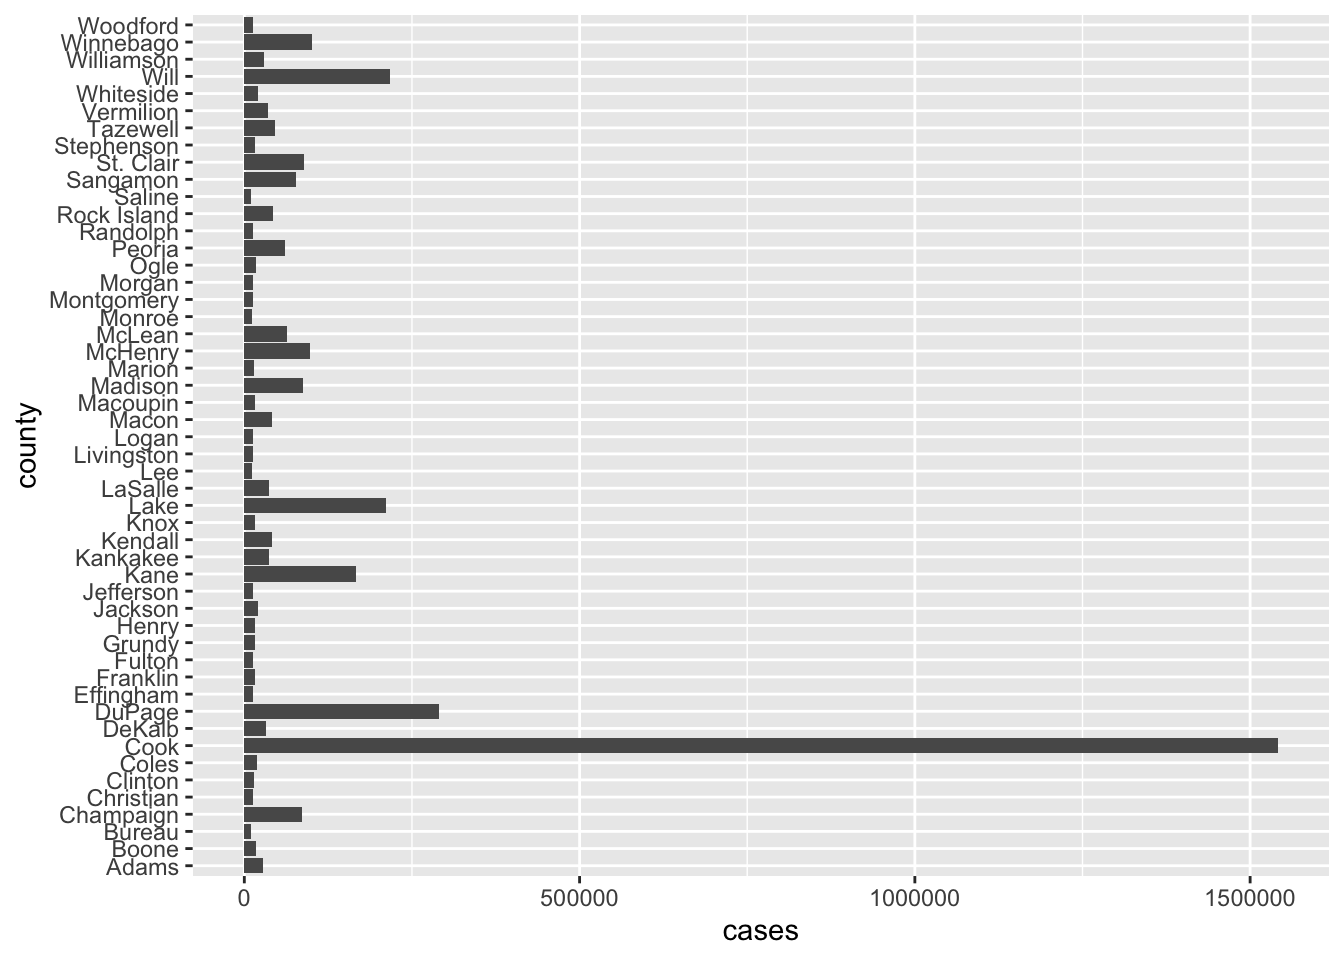 Woodford
Winnebago
Williamson
Will
Whiteside
Vermilion
Tazewell
Stephenson
St. Clair
Sangamon
Saline
Rock Island
Randolph
Peoria
Ogle
Morgan
Montgomery
Monroe
McLean
McHenry
Marion
Madison
Macoupin
Macon
Logan
Livingston
Lee
LaSalle
Lake
Knox
Kendall
Kankakee
Kane
Jefferson
Jackson
Henry
Grundy
Fulton
Franklin
Effingham
DuPage
DeKalb
Cook
Coles
Clinton
Christian
Champaign
Bureau
Boone
Adams
county
0 500000 1000000 1500000
cases